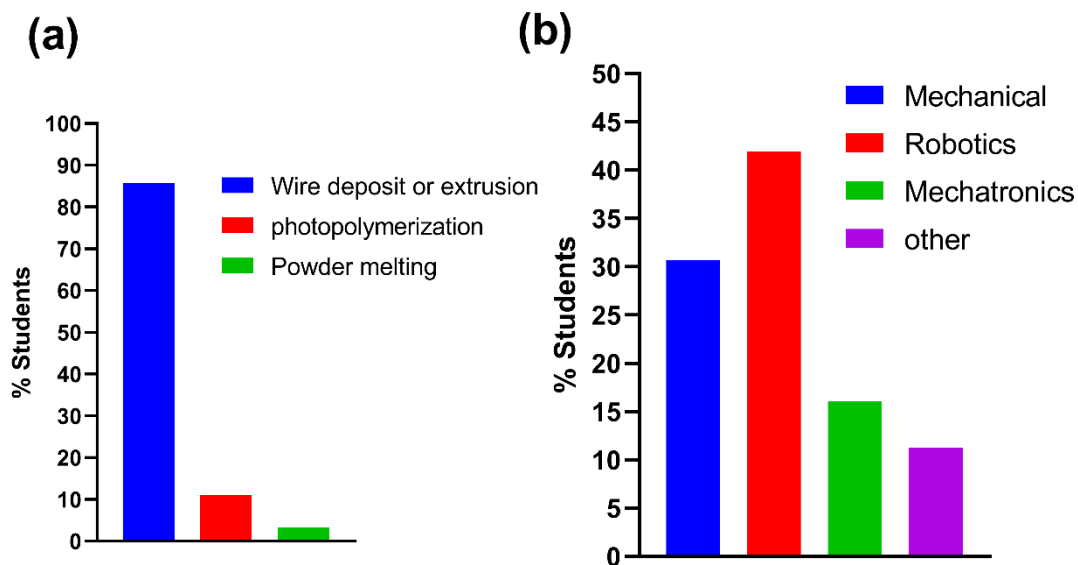 (a)
% Students
100
90
80
70
60
50
40
30
20
10
0
Wire deposit or extrusion
photopolymerization
Powder melting
(b)
% Students
50
45
40
35
30
25
20
15
10
5
0
Mechanical
Robotics
Mechatronics
other